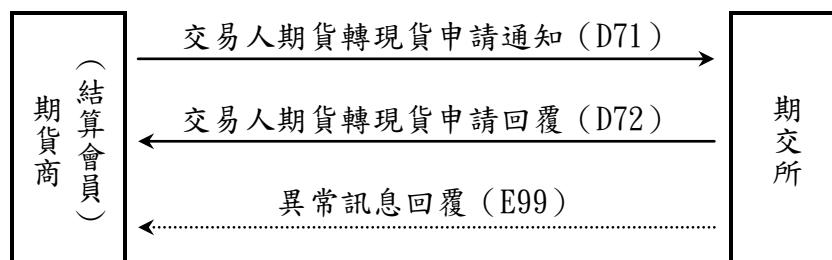 交易人期貨轉現貨申請通知（D71）
期貨商
（結算會員）
交易人期貨轉現貨申請回覆（D72）
期交所
異常訊息回覆（E99）